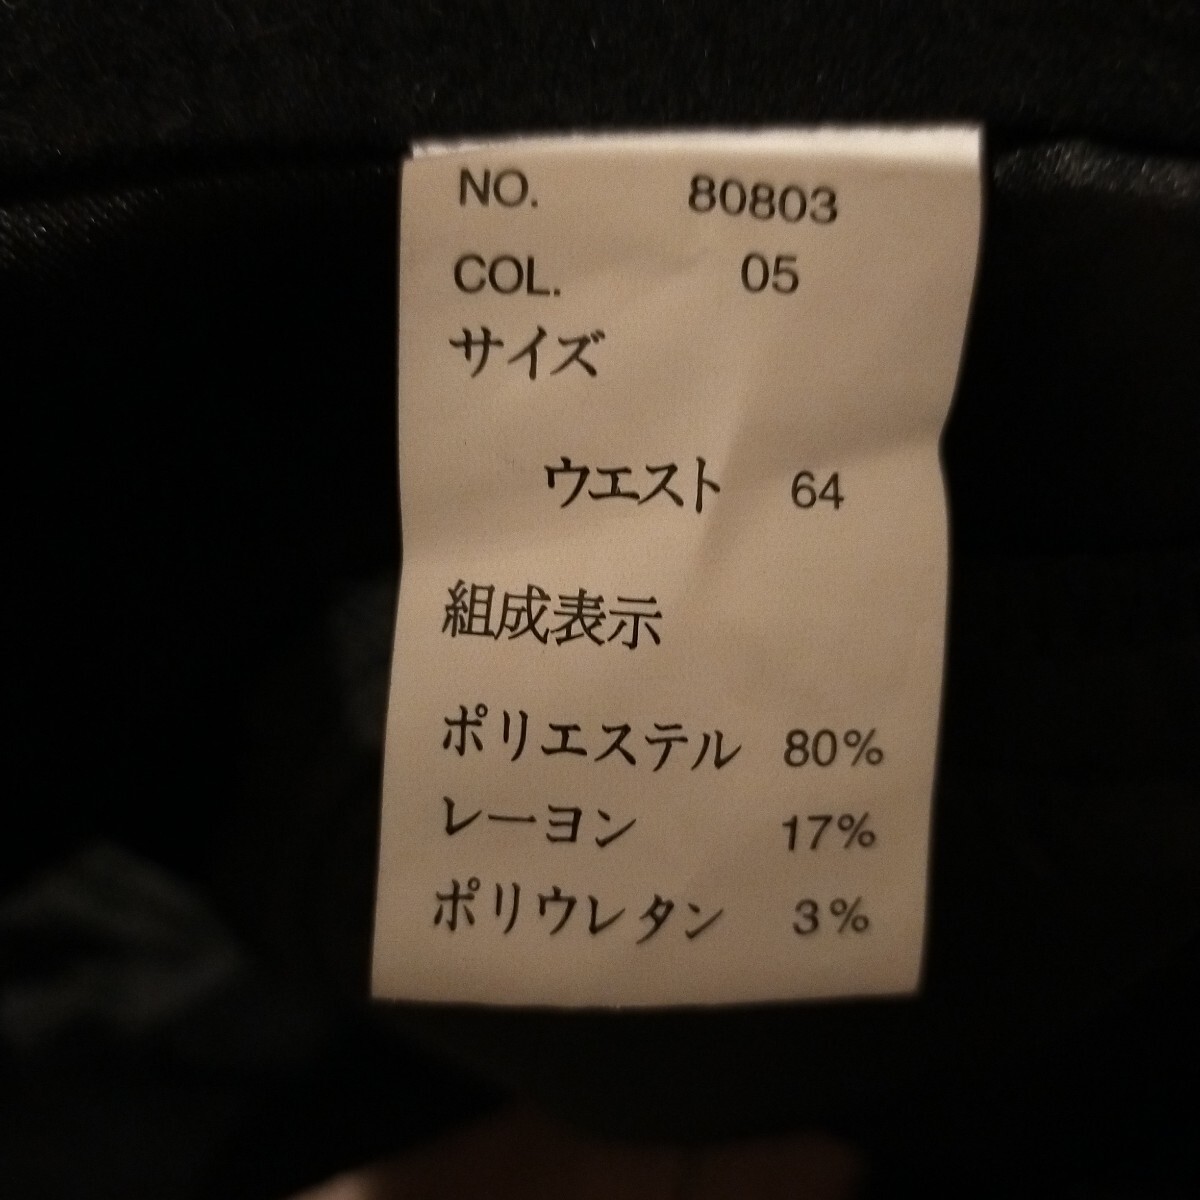 NO. 80803
COL. 05
サイズ
ウエスト 64
組成表示
ポリエステル 80%
レーヨン 17%
ポリウレタン 3%